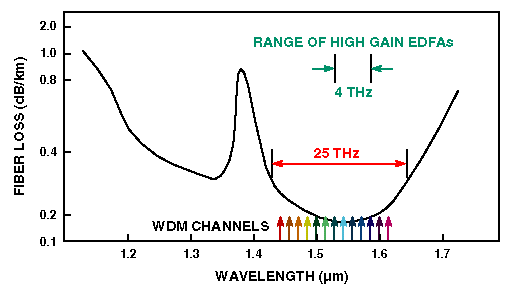 2.0
RANGE OF HIGH GAIN EDFAs
1.0
0.8
4 THz
FIBER LOSS (dB/km)
0.4
25 THz
0.2
WDM CHANNELS
0.1
1.2 1.3 1.4 1.5 1.6 1.7
WAVELENGTH (μm)